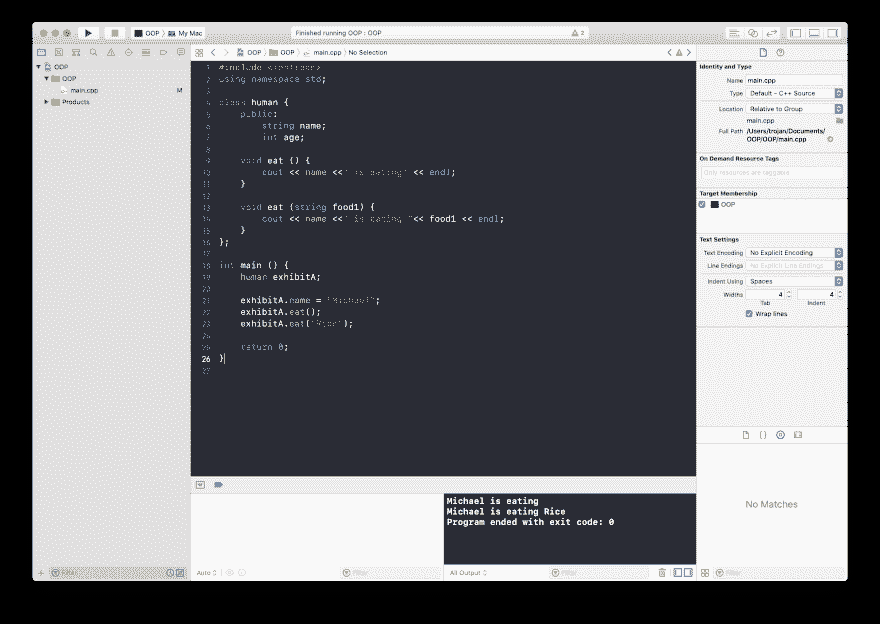 OOP 〉 My Mac
Finished running OOP : OOP
2
OOP
OOP
main.cpp
M
Products
OOP 〉 OOP 〉 main.cpp 〉 No Selection
1 #include <iostream>
2 using namespace std;
3
4 class human {
5 public:
6 string name;
7 int age;
8
9 void eat () {
10 cout << name <<" is eating" << endl;
11 }
12
13 void eat (string food1) {
14 cout << name <<" is eating "<< food1 << endl;
15 }
16 };
17
18 int main () {
19 human exhibitA;
20
21 exhibitA.name = "Michael";
22 exhibitA.eat();
23 exhibitA.eat("Rice");
24
25 return 0;
26 }
27
Identity and Type
Name main.cpp
Type Default - C++ Source
Location Relative to Group
main.cpp
Full Path /Users/trojan/Documents/
OOP/OOP/main.cpp
On Demand Resource Tags
Only resources are taggable
Target Membership
OOP
Text Settings
Text Encoding No Explicit Encoding
Line Endings No Explicit Line Endings
Indent Using Spaces
Widths 4 4
Tab Indent
Wrap lines
No Matches
Michael is eating
Michael is eating Rice
Program ended with exit code: 0
Filter
Auto
Filter
All Output
Filter
Filter